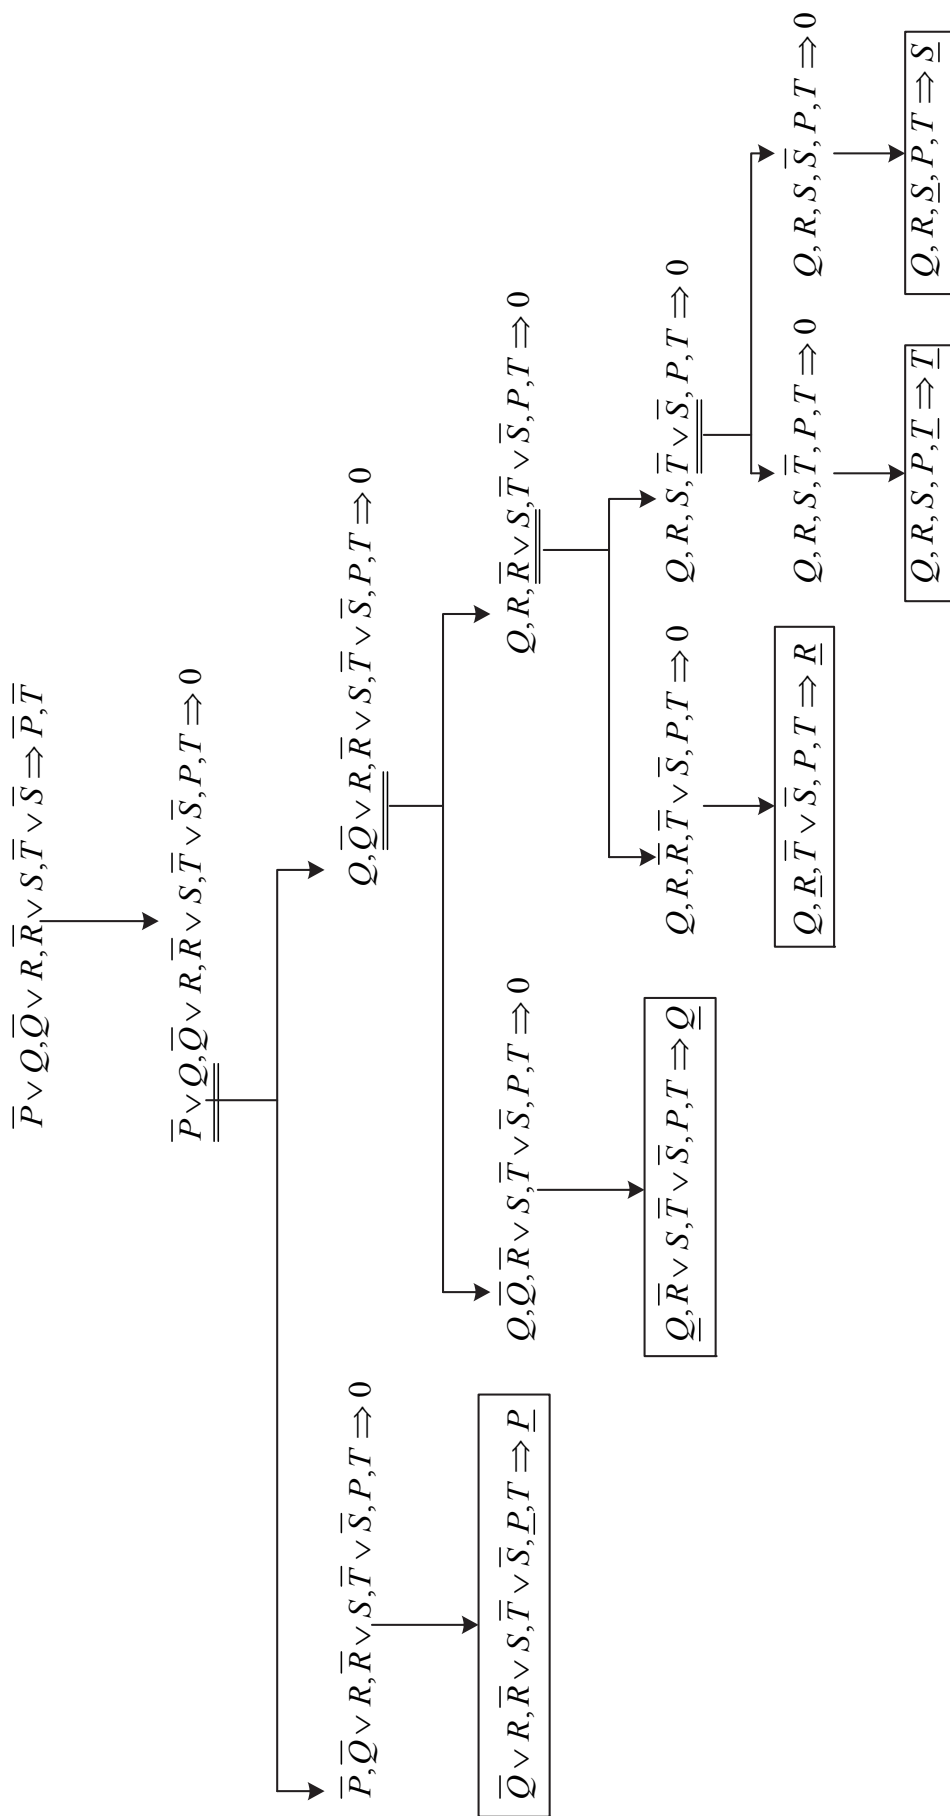 P̅ ∨ Q, Q̅ ∨ R, R̅ ∨ S, T̅ ∨ S̅ ⇒ P̅, T̅
P̅ ∨ Q, Q̅ ∨ R, R̅ ∨ S, T̅ ∨ S̅, P, T ⇒ 0
P̅, Q̅ ∨ R, R̅ ∨ S, T̅ ∨ S̅, P, T ⇒ 0
Q, Q̅ ∨ R, R̅ ∨ S, T̅ ∨ S̅, P, T ⇒ 0
Q̅ ∨ R, R̅ ∨ S, T̅ ∨ S̅, P̲, T ⇒ P̲
Q, Q̅, R̅ ∨ S, T̅ ∨ S̅, P, T ⇒ 0
Q, R, R̅ ∨ S, T̅ ∨ S̅, P, T ⇒ 0
Q̲, R̅ ∨ S, T̅ ∨ S̅, P, T ⇒ Q̲
Q, R, R̅, T̅ ∨ S̅, P, T ⇒ 0
Q, R, S, T̅ ∨ S̅, P, T ⇒ 0
Q, R̲, T̅ ∨ S̅, P, T ⇒ R̲
Q, R, S, T̅, P, T ⇒ 0
Q, R, S, S̅, P, T ⇒ 0
Q, R, S, P, T̲ ⇒ T̲
Q, R, S̲, P, T ⇒ S̲